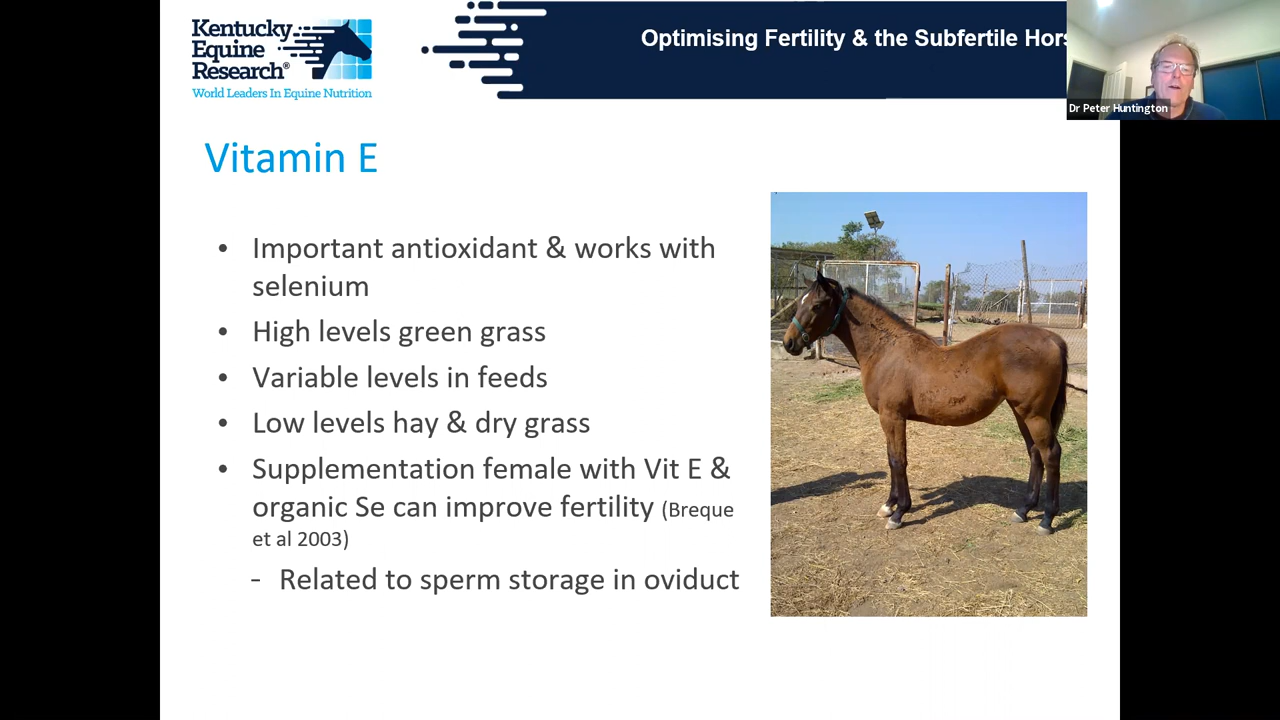 Kentucky
Equine
Research®
World Leaders In Equine Nutrition
Optimising Fertility & the Subfertile Hors
Dr Peter Huntington
Vitamin E
• Important antioxidant & works with
selenium
• High levels green grass
• Variable levels in feeds
• Low levels hay & dry grass
• Supplementation female with Vit E &
organic Se can improve fertility (Breque
et al 2003)
- Related to sperm storage in oviduct